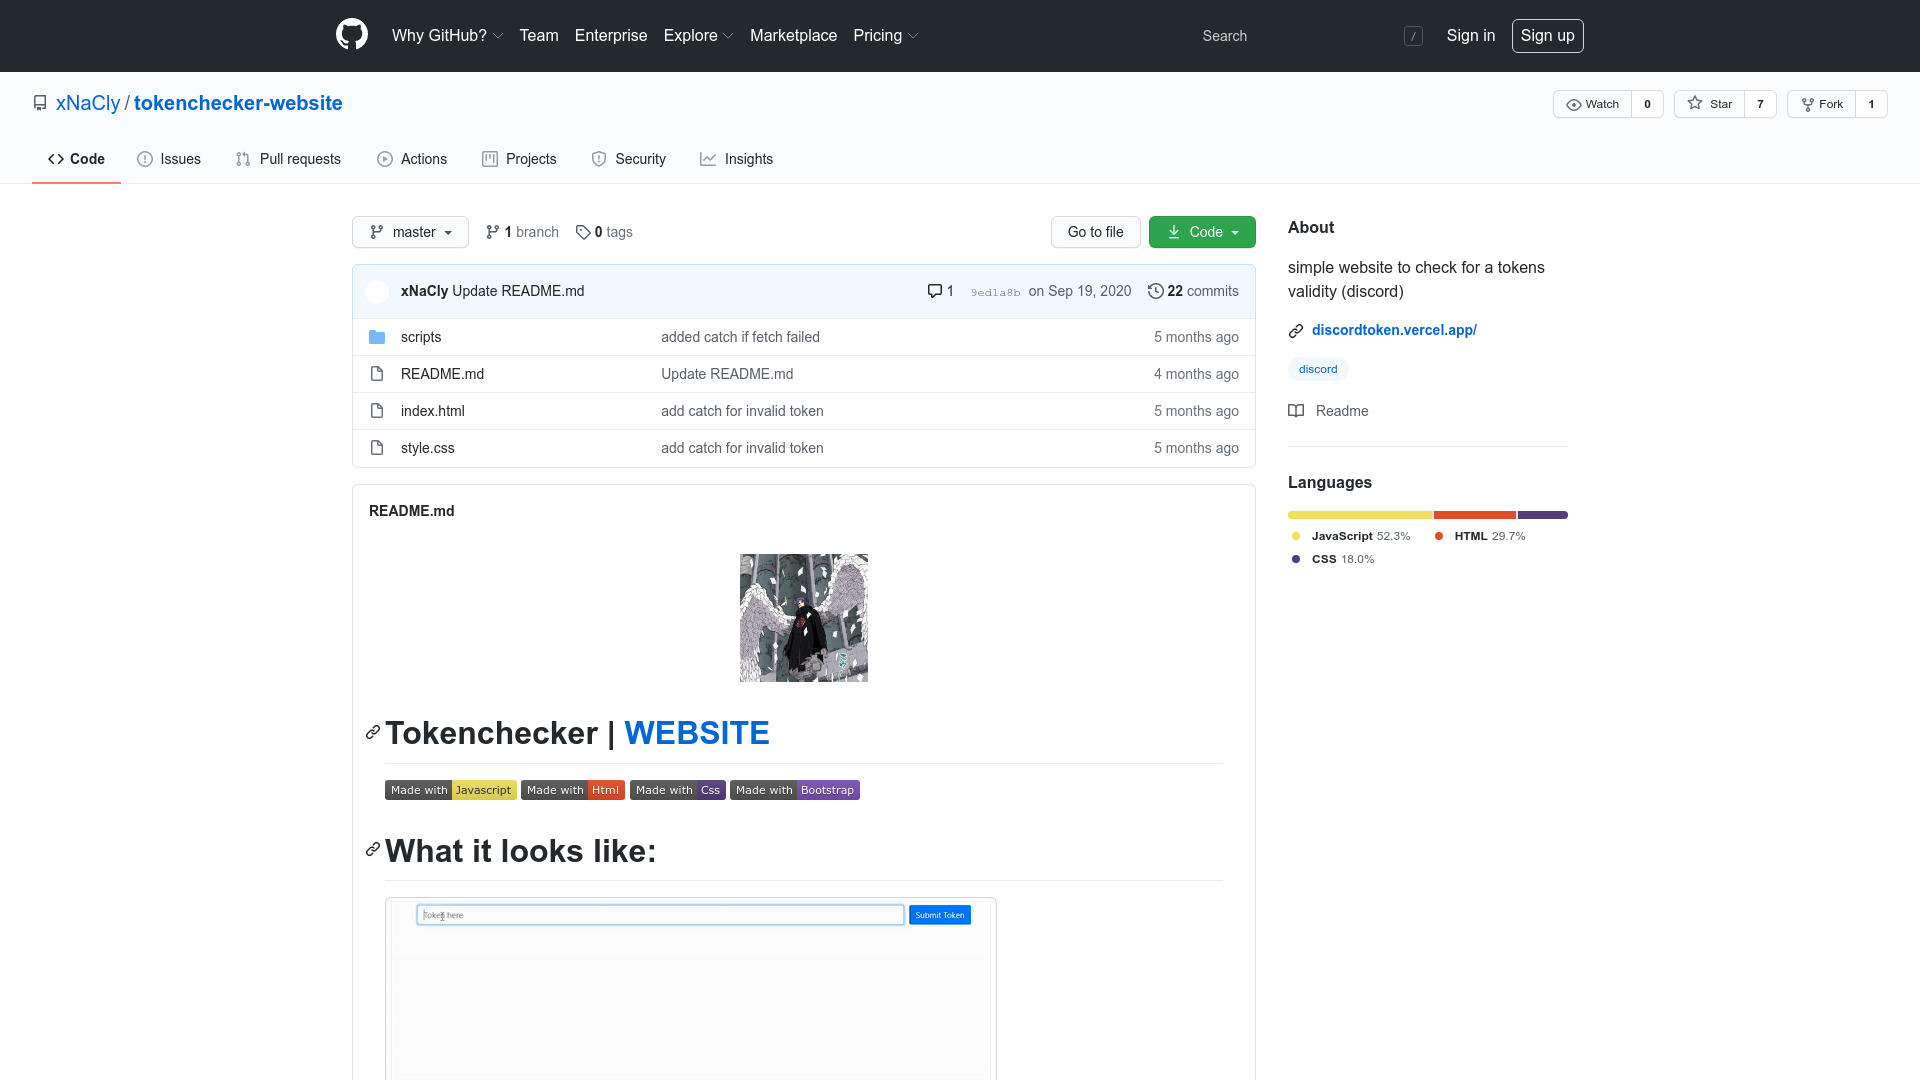 Why GitHub? Team Enterprise Explore Marketplace Pricing Search / Sign in Sign up
xNaCly / tokenchecker-website Watch 0 Star 7 Fork 1
Code Issues Pull requests Actions Projects Security Insights
master 1 branch 0 tags Go to file Code
xNaCly Update README.md 1 9ed1a8b on Sep 19, 2020 22 commits
scripts added catch if fetch failed 5 months ago
README.md Update README.md 4 months ago
index.html add catch for invalid token 5 months ago
style.css add catch for invalid token 5 months ago
README.md
Tokenchecker | WEBSITE
Made with Javascript Made with Html Made with Css Made with Bootstrap
What it looks like:
Token here Submit Token
About
simple website to check for a tokens
validity (discord)
discordtoken.vercel.app/
discord
Readme
Languages
JavaScript 52.3% HTML 29.7%
CSS 18.0%